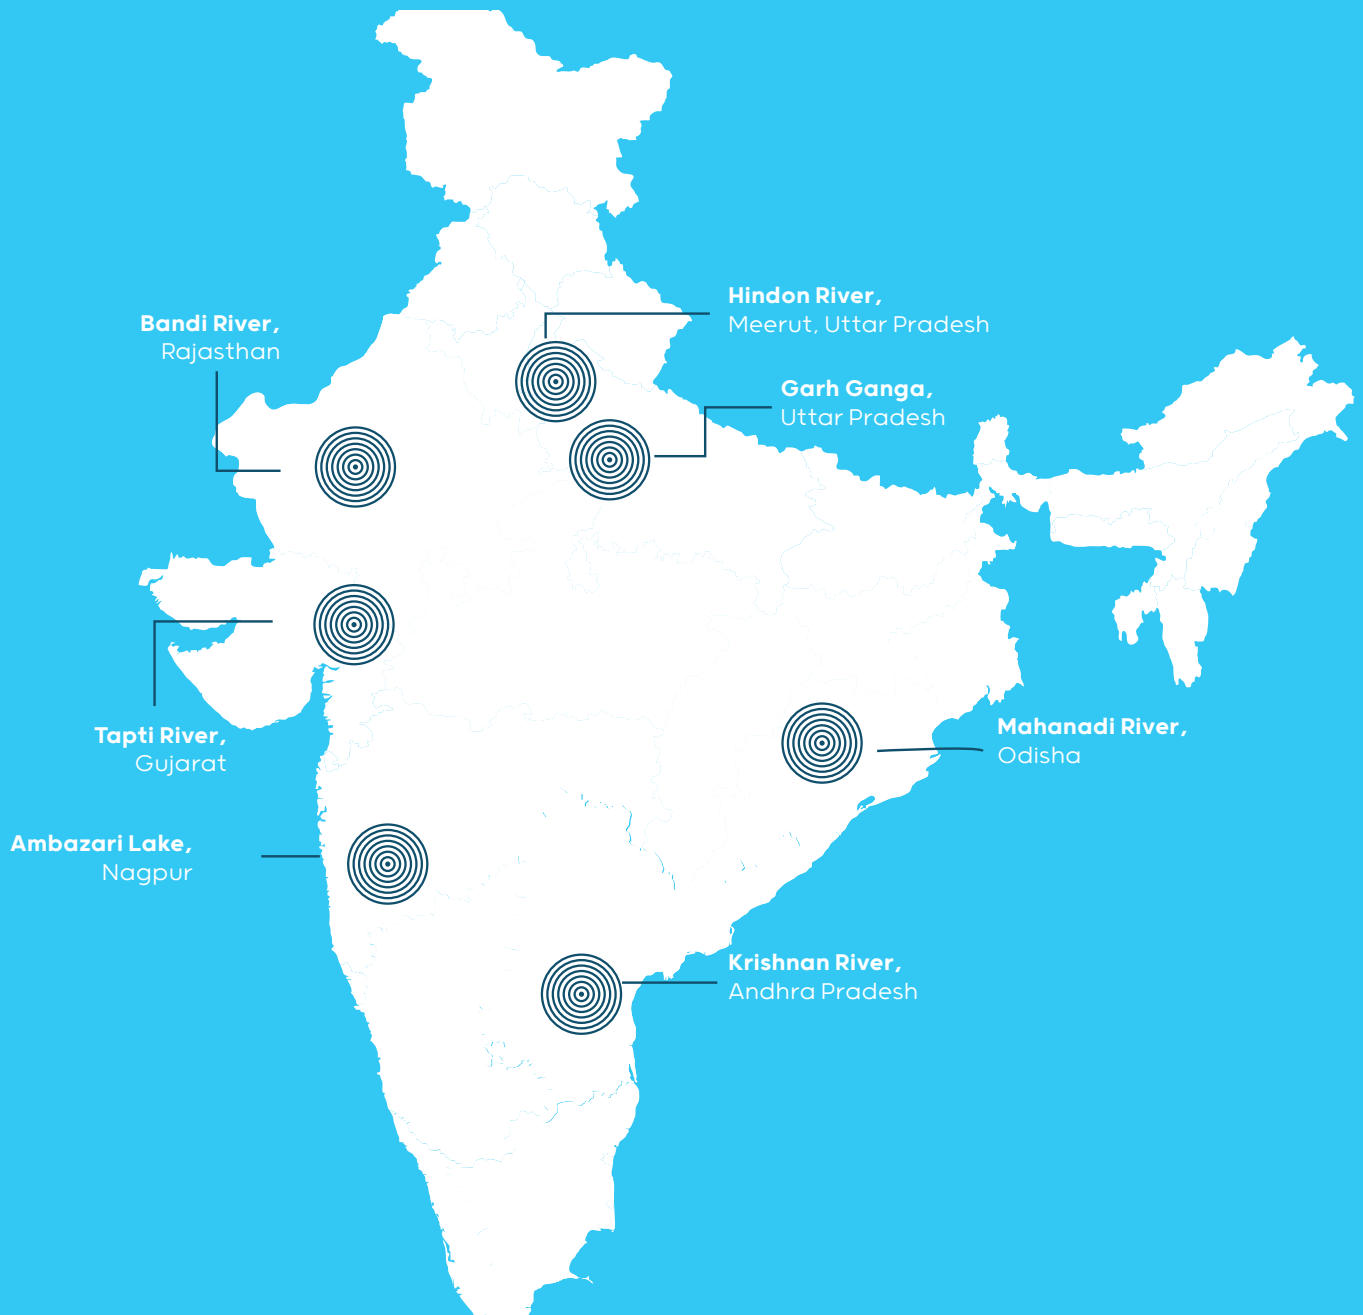 Hindon River,
Meerut, Uttar Pradesh
Bandi River,
Rajasthan
Garh Ganga,
Uttar Pradesh
Tapti River,
Gujarat
Mahanadi River,
Odisha
Ambazari Lake,
Nagpur
Krishnan River,
Andhra Pradesh